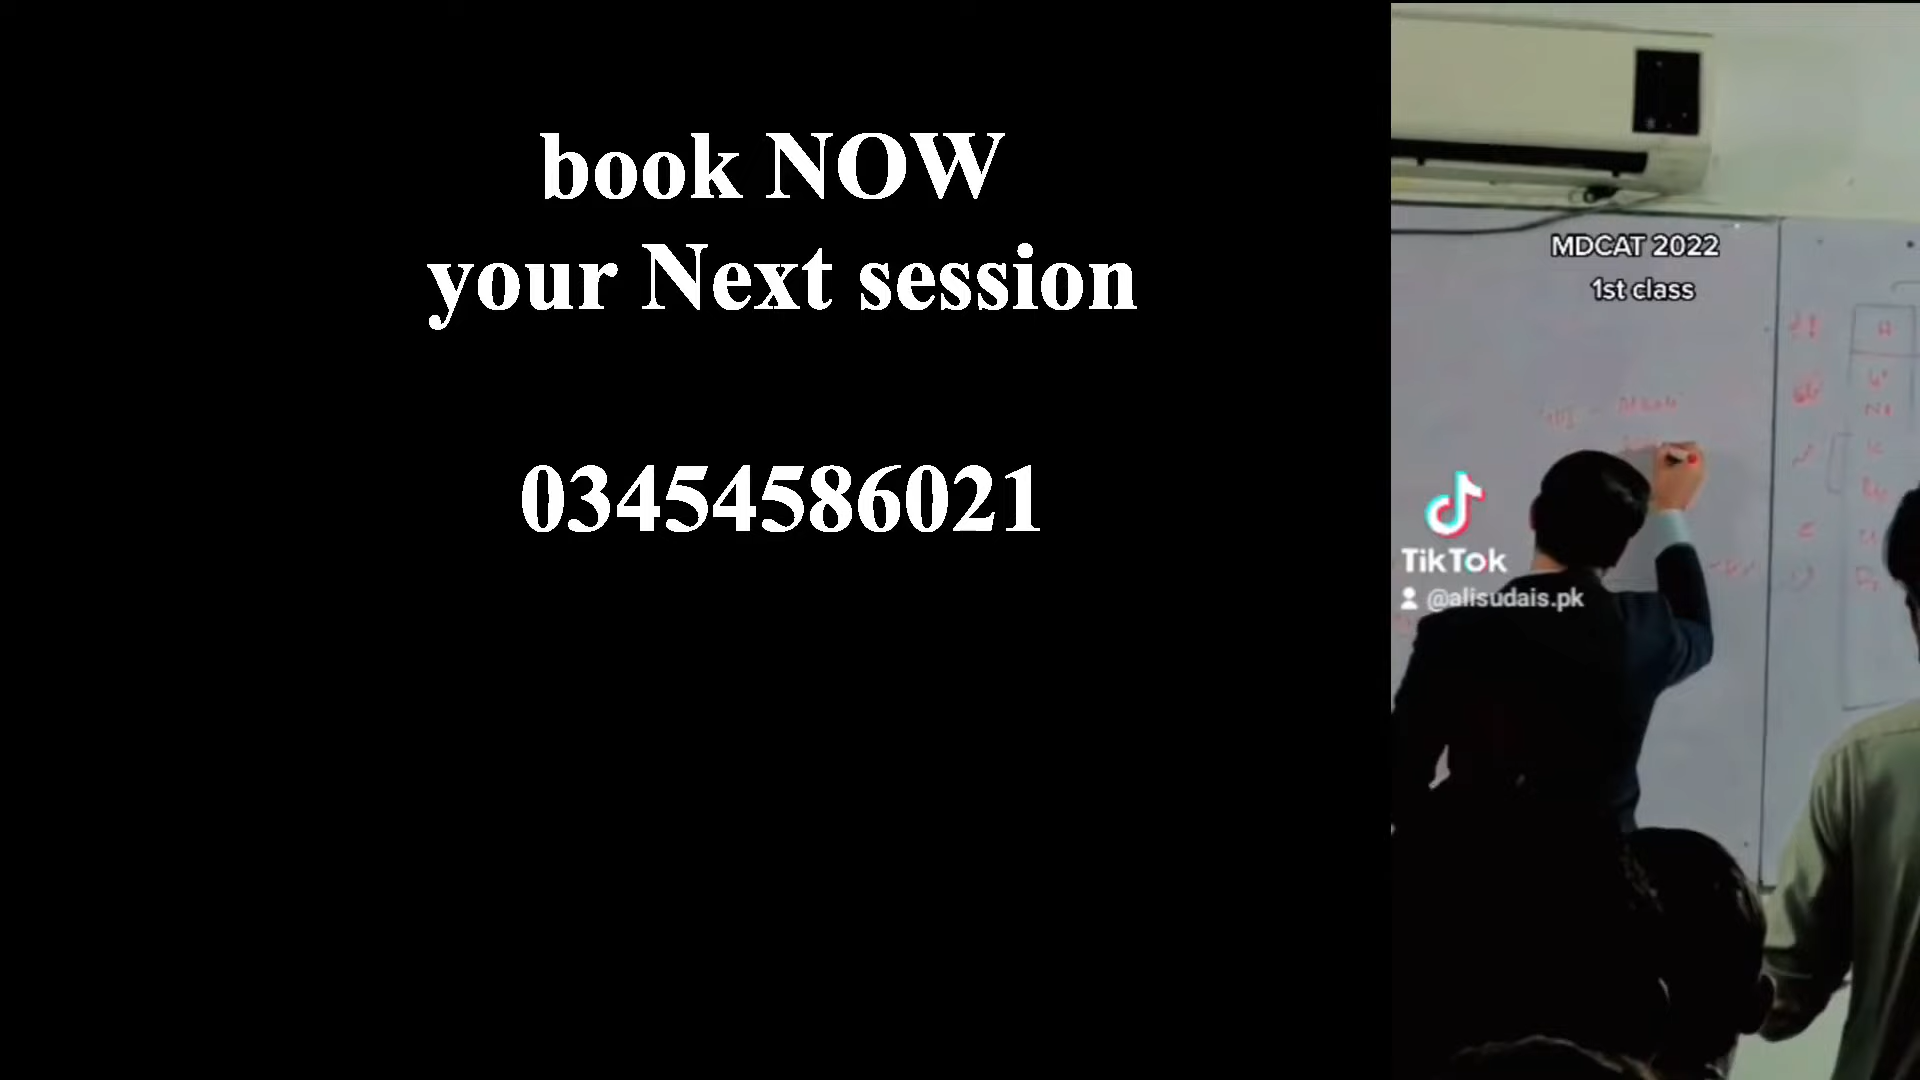 book NOW
your Next session
03454586021
MDCAT 2022
1st class
TikTok
@alisudais.pk